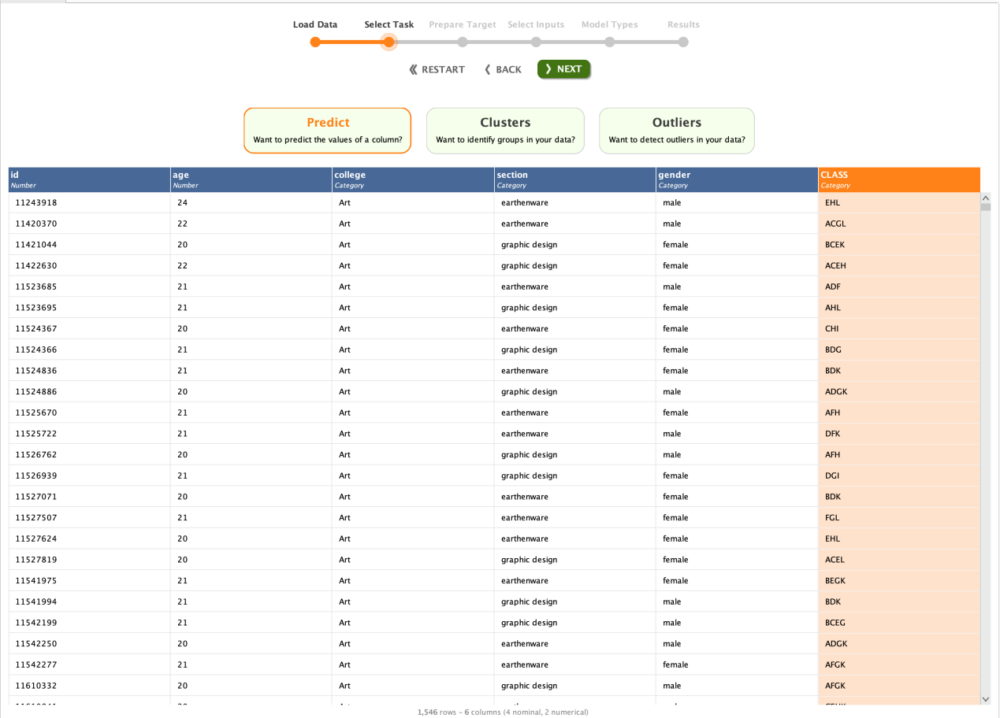 Load Data Select Task Prepare Target Select Inputs Model Types Results
RESTART BACK NEXT
Predict Clusters Outliers
Want to predict the values of a column? Want to identify groups in your data? Want to detect outliers in your data?
id age college section gender CLASS
Number Number Category Category Category Category
11243918 24 Art earthenware male EHL
11420370 22 Art earthenware male ACGL
11421044 20 Art graphic design female BCEK
11422630 22 Art graphic design female ACEH
11523685 21 Art earthenware male ADF
11523695 21 Art graphic design female AHL
11524367 20 Art earthenware female CHI
11524366 21 Art graphic design female BDG
11524836 21 Art earthenware female BDK
11524886 20 Art graphic design male ADGK
11525670 21 Art earthenware female AFH
11525722 21 Art earthenware male DFK
11526762 20 Art graphic design male AFH
11526939 21 Art graphic design female DGI
11527071 20 Art earthenware female BDK
11527507 21 Art earthenware female FGL
11527624 20 Art earthenware female EHL
11527819 20 Art graphic design female ACEL
11541975 21 Art earthenware female BEGK
11541994 21 Art graphic design male BDK
11542199 21 Art graphic design male BCEG
11542250 20 Art earthenware male ADGK
11542277 21 Art earthenware female AFGK
11610332 20 Art graphic design male AFGK
1,546 rows – 6 columns (4 nominal, 2 numerical)